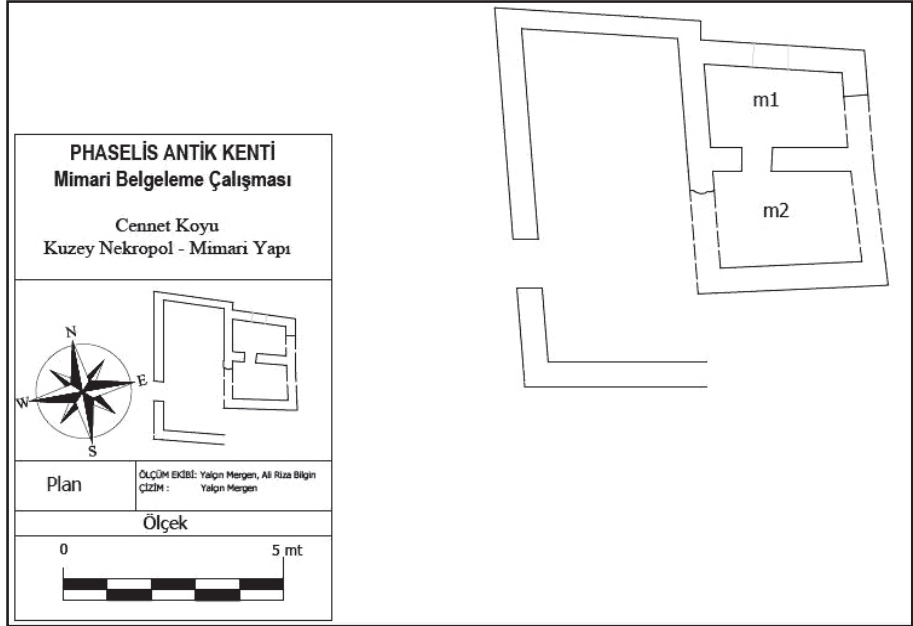 m1
m2
PHASELİS ANTİK KENTİ
Mimari Belgeleme Çalışması
Cennet Koyu
Kuzey Nekropol - Mimari Yapı
N
E
W
S
Plan
ÖLÇÜM EKİBİ: Yalçın Mergen, Ali Rıza Bilgin
ÇİZİM : Yalçın Mergen
Ölçek
0 5 mt